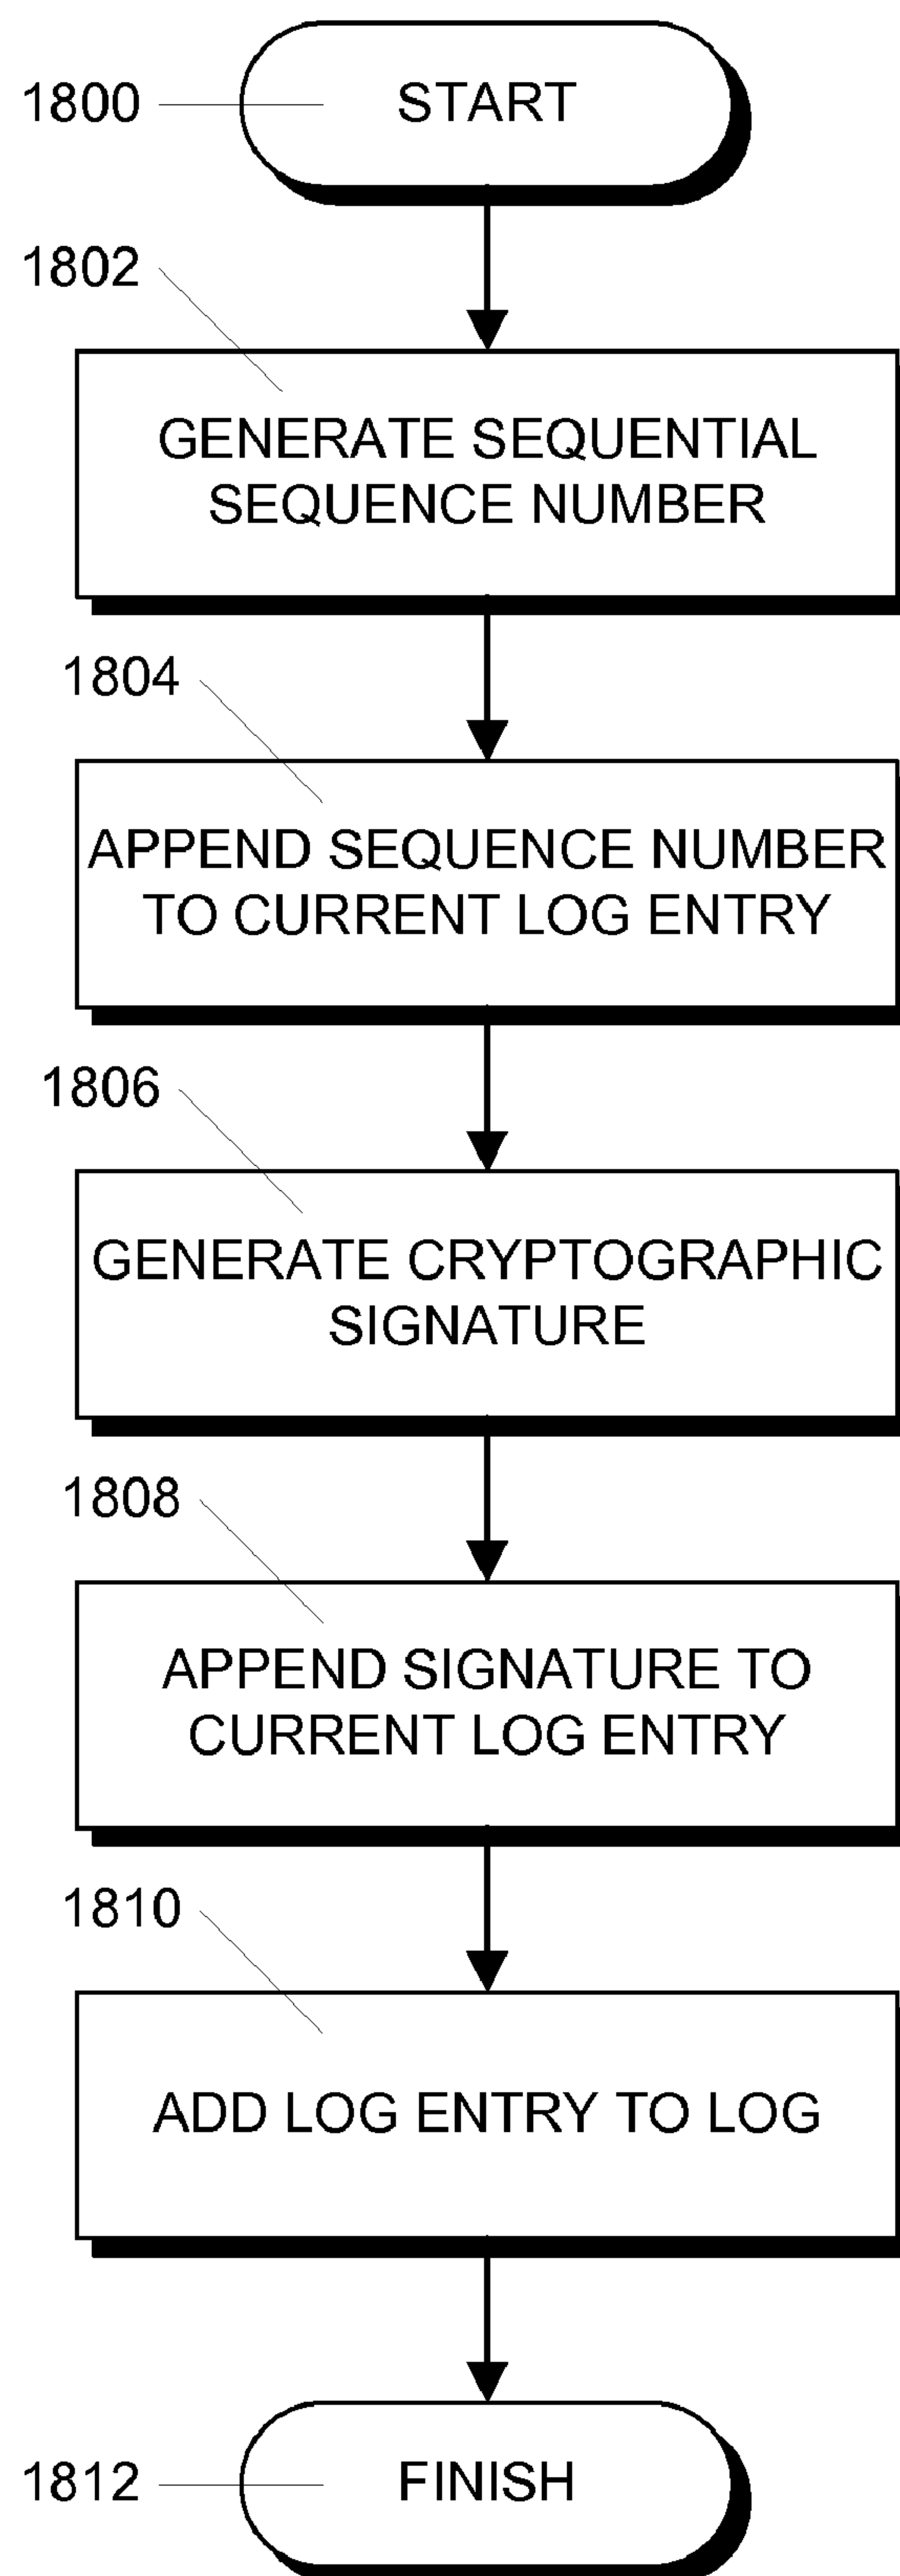 1800
START
1802
GENERATE SEQUENTIAL
SEQUENCE NUMBER
1804
APPEND SEQUENCE NUMBER
TO CURRENT LOG ENTRY
1806
GENERATE CRYPTOGRAPHIC
SIGNATURE
1808
APPEND SIGNATURE TO
CURRENT LOG ENTRY
1810
ADD LOG ENTRY TO LOG
1812
FINISH